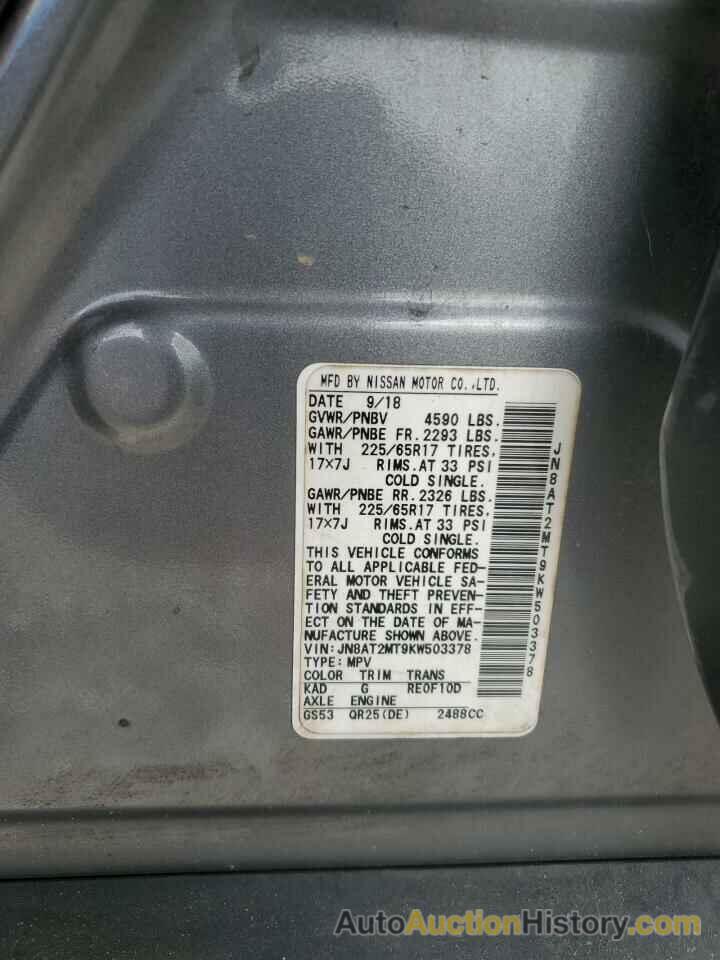 MFD BY NISSAN MOTOR CO.,LTD.
DATE 9/18
GVWR/PNBV 4590 LBS.
GAWR/PNBE FR.2293 LBS.
WITH 225/65R17 TIRES,
17×7J RIMS.AT 33 PSI
COLD SINGLE.
GAWR/PNBE RR.2326 LBS.
WITH 225/65R17 TIRES,
17×7J RIMS.AT 33 PSI
COLD SINGLE.
THIS VEHICLE CONFORMS
TO ALL APPLICABLE FED-
ERAL MOTOR VEHICLE SA-
FETY AND THEFT PREVEN-
TION STANDARDS IN EFF-
ECT ON THE DATE OF MA-
NUFACTURE SHOWN ABOVE.
VIN:JN8AT2MT9KW503378
TYPE:MPV
COLOR TRIM TRANS
KAD G RE0F10D
AXLE ENGINE
GS53 QR25(DE) 2488CC
JN8AT2MT9KW503378
AutoAuctionHistory.com